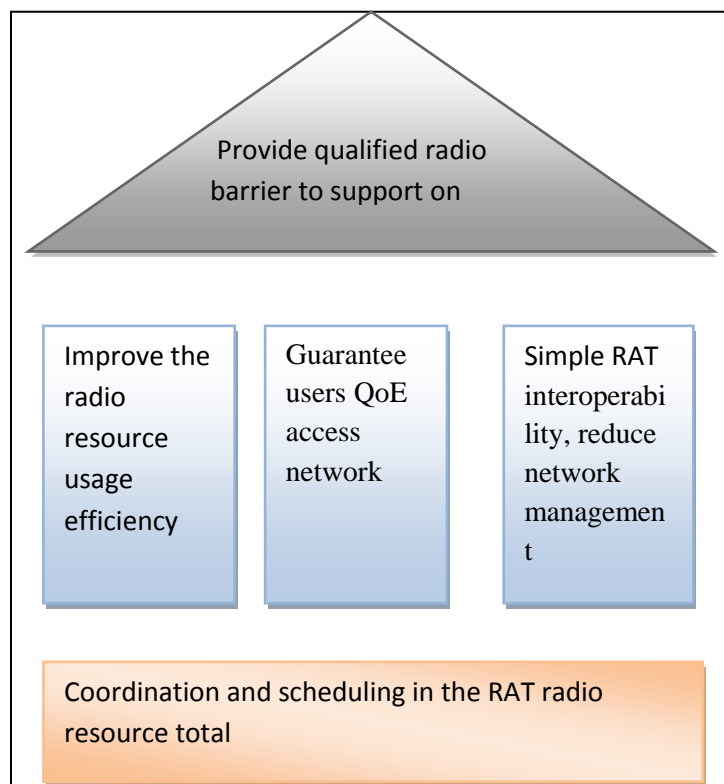 Provide qualified radio
barrier to support on
Improve the
radio
resource
usage
efficiency
Guarantee
users QoE
access
network
Simple RAT
interoperabi
lity, reduce
network
managemen
t
Coordination and scheduling in the RAT radio
resource total